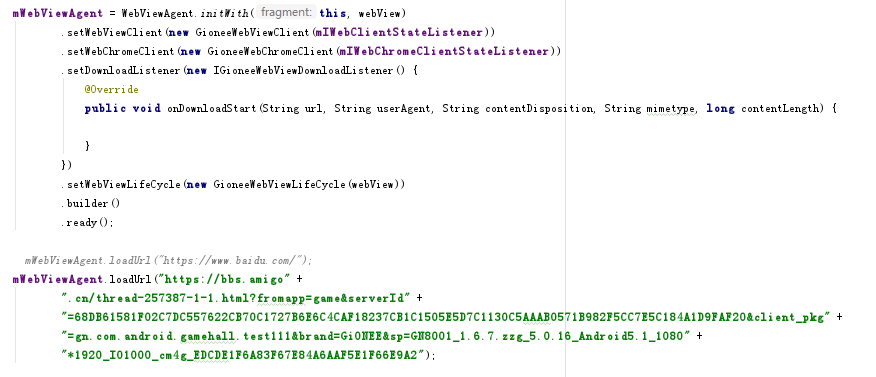 mWebViewAgent = WebViewAgent.initWith( fragment: this, webView)
.setWebViewClient(new GioneeWebViewClient(mIWebClientStateListener))
.setWebChromeClient(new GioneeWebChromeClient(mIWebChromeClientStateListener))
.setDownloadListener(new IGioneeWebViewDownloadListener() {
@Override
public void onDownloadStart(String url, String userAgent, String contentDisposition, String mimetype, long contentLength) {
}
})
.setWebViewLifeCycle(new GioneeWebViewLifeCycle(webView))
.builder()
.ready();
mWebViewAgent.loadUrl("https://www.baidu.com/");
mWebViewAgent.loadUrl("https://bbs.amigo" +
".cn/thread-257387-1-1.html?fromapp=game&serverId" +
"=68DB61581F02C7DC557622CB70C1727B6E6C4CAF18237CB1C1505E5D7C1130C5AAAB0571B982F5CC7E5C184A1D9FAF20&client_pkg" +
"=gn.com.android.gamehall.test111&brand=GiONEE&sp=GN8001_1.6.7.zzg_5.0.16_Android5.1_1080" +
"*1920_I01000_cm4g_EDCDE1F6A83F67E84A6AAF5E1F66E9A2");